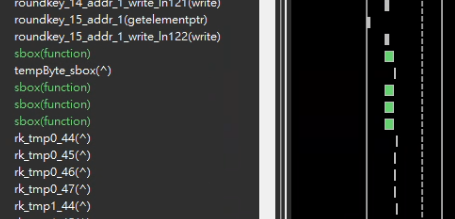 roundkey_14_addr_1_write_ln121(write)
roundkey_15_addr_1(getelementptr)
roundkey_15_addr_1_write_ln122(write)
sbox(function)
tempByte_sbox(^)
sbox(function)
sbox(function)
sbox(function)
rk_tmp0_44(^)
rk_tmp0_45(^)
rk_tmp0_46(^)
rk_tmp0_47(^)
rk_tmp1_44(^)